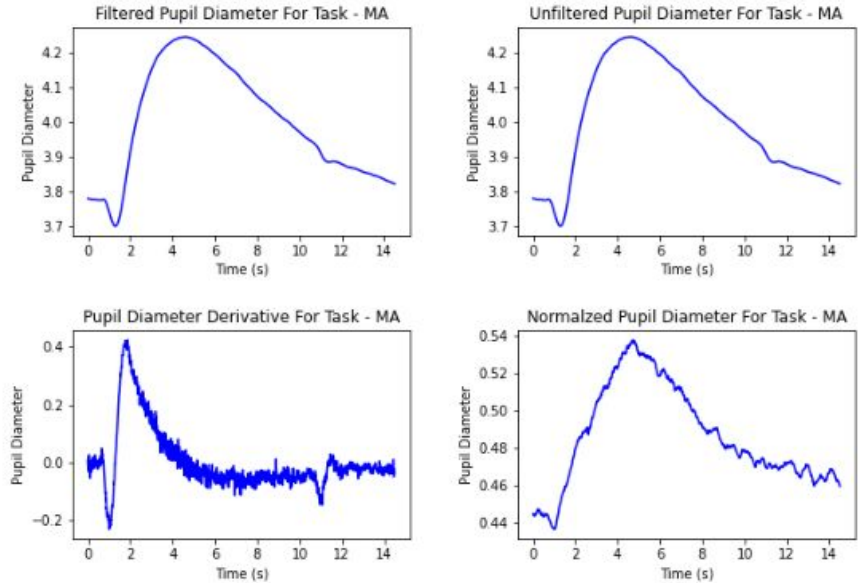 Filtered Pupil Diameter For Task - MA
Pupil Diameter
4.2
4.1
4.0
3.9
3.8
3.7
0 2 4 6 8 10 12 14
Time (s)
Unfiltered Pupil Diameter For Task - MA
Pupil Diameter
4.2
4.1
4.0
3.9
3.8
3.7
0 2 4 6 8 10 12 14
Time (s)
Pupil Diameter Derivative For Task - MA
Pupil Diameter
0.4
0.2
0.0
−0.2
0 2 4 6 8 10 12 14
Time (s)
Normalzed Pupil Diameter For Task - MA
Pupil Diameter
0.54
0.52
0.50
0.48
0.46
0.44
0 2 4 6 8 10 12 14
Time (s)